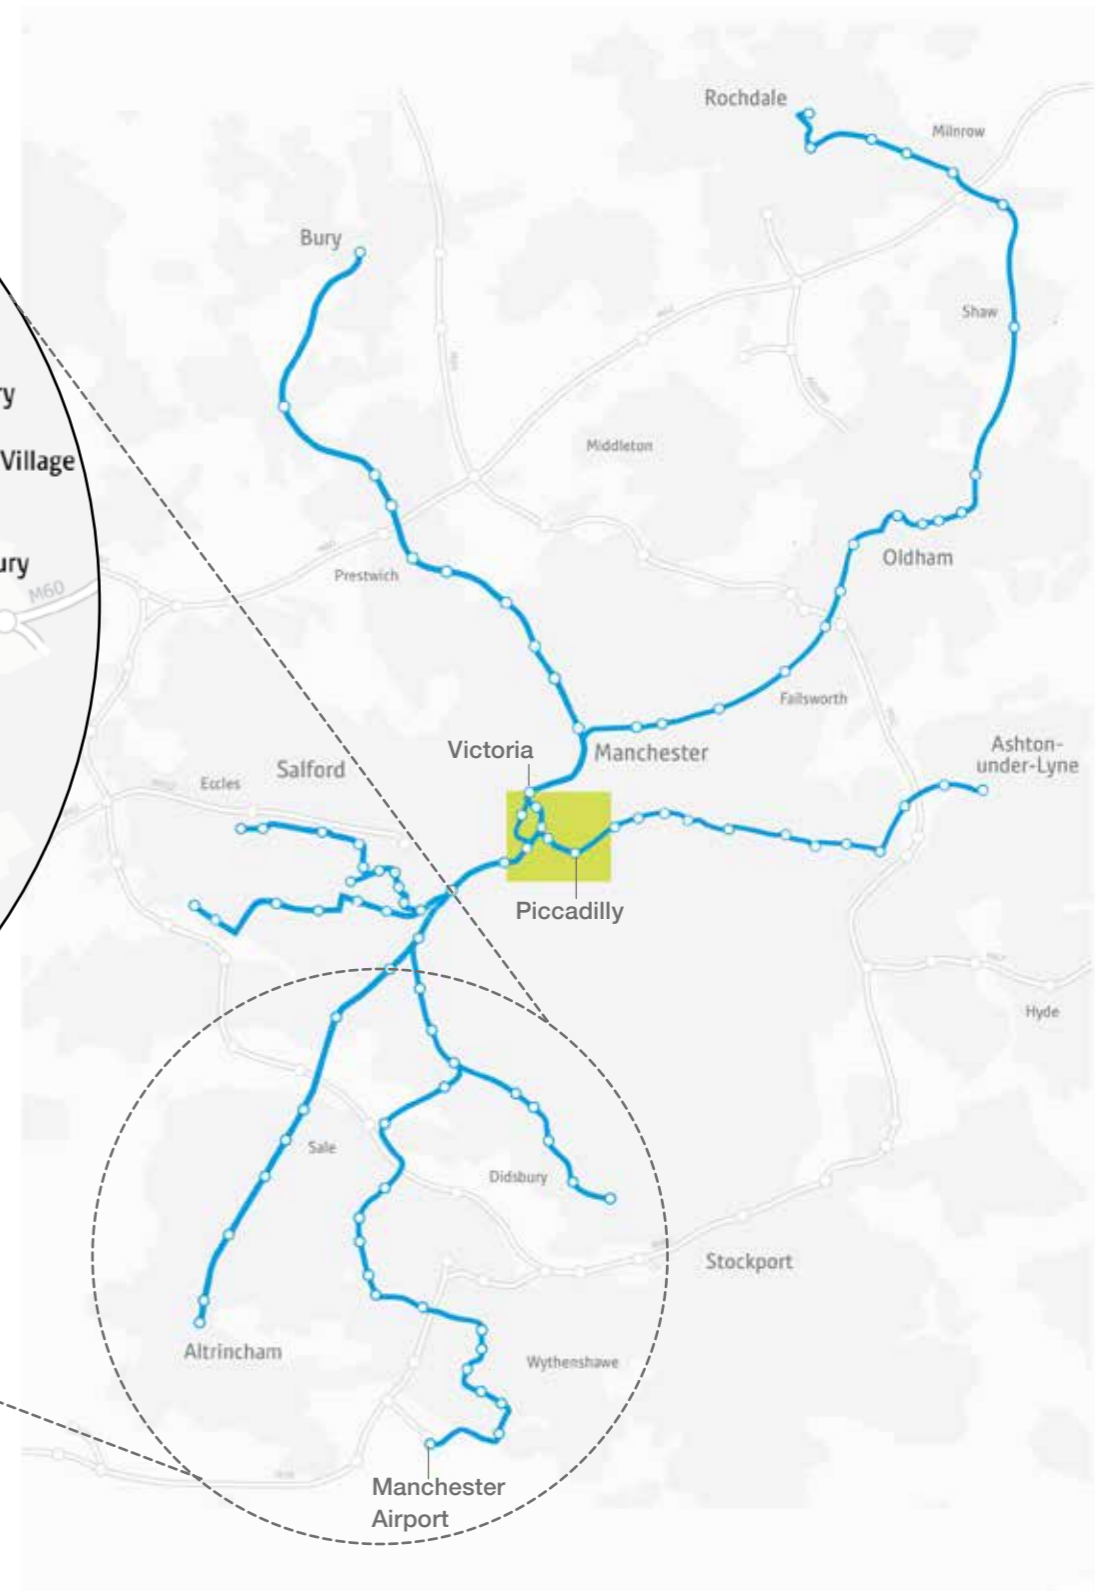 Rochdale
Milnrow
Bury
Shaw
ry
Village
Middleton
ury
M60
Prestwich
Oldham
Failsworth
Victoria
Manchester
Ashton-
under-Lyne
Salford
Eccles
Piccadilly
Hyde
Sale
Didsbury
Stockport
Altrincham
Wythenshawe
Manchester
Airport